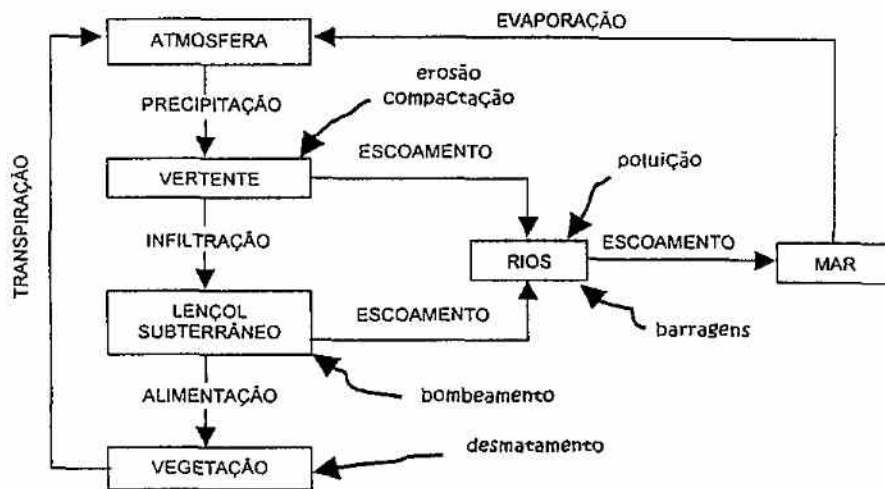 EVAPORAÇÃO
ATMOSFERA
erosão
compactação
PRECIPITAÇÃO
ESCOAMENTO
VERTENTE
poluição
TRANSPIRAÇÃO
INFILTRAÇÃO
ESCOAMENTO
RIOS
MAR
LENÇOL
SUBTERRÂNEO
ESCOAMENTO
barragens
ALIMENTAÇÃO
bombeamento
desmatamento
VEGETAÇÃO